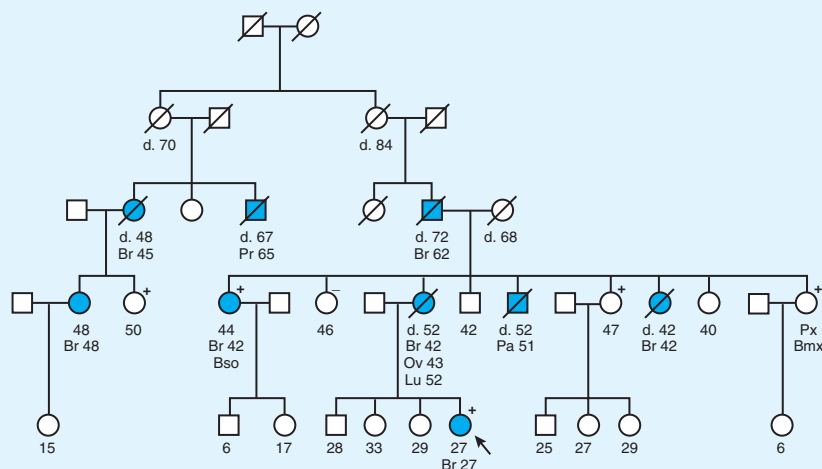 d. 70
d. 84
d. 48
Br 45
d. 67
Pr 65
d. 72
Br 62
d. 68
+
+
–
+
+
48
Br 48
50
44
Br 42
Bso
46
d. 52
Br 42
Ov 43
Lu 52
42
d. 52
Pa 51
47
d. 42
Br 42
40
Px
Bmx
+
15
6
17
28
33
29
27
Br 27
25
27
29
6